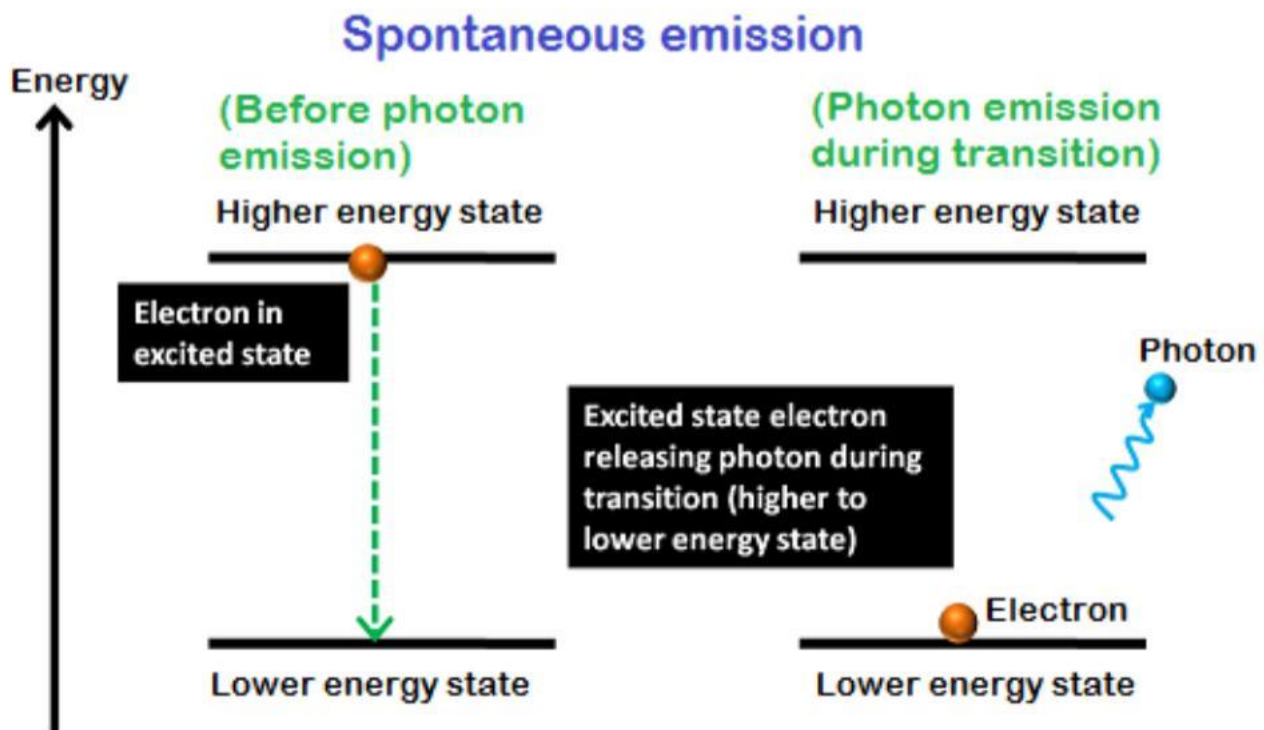 Spontaneous emission
Energy
(Before photon
emission)
(Photon emission
during transition)
Higher energy state
Higher energy state
Electron in
excited state
Photon
Excited state electron
releasing photon during
transition (higher to
lower energy state)
Electron
Lower energy state
Lower energy state